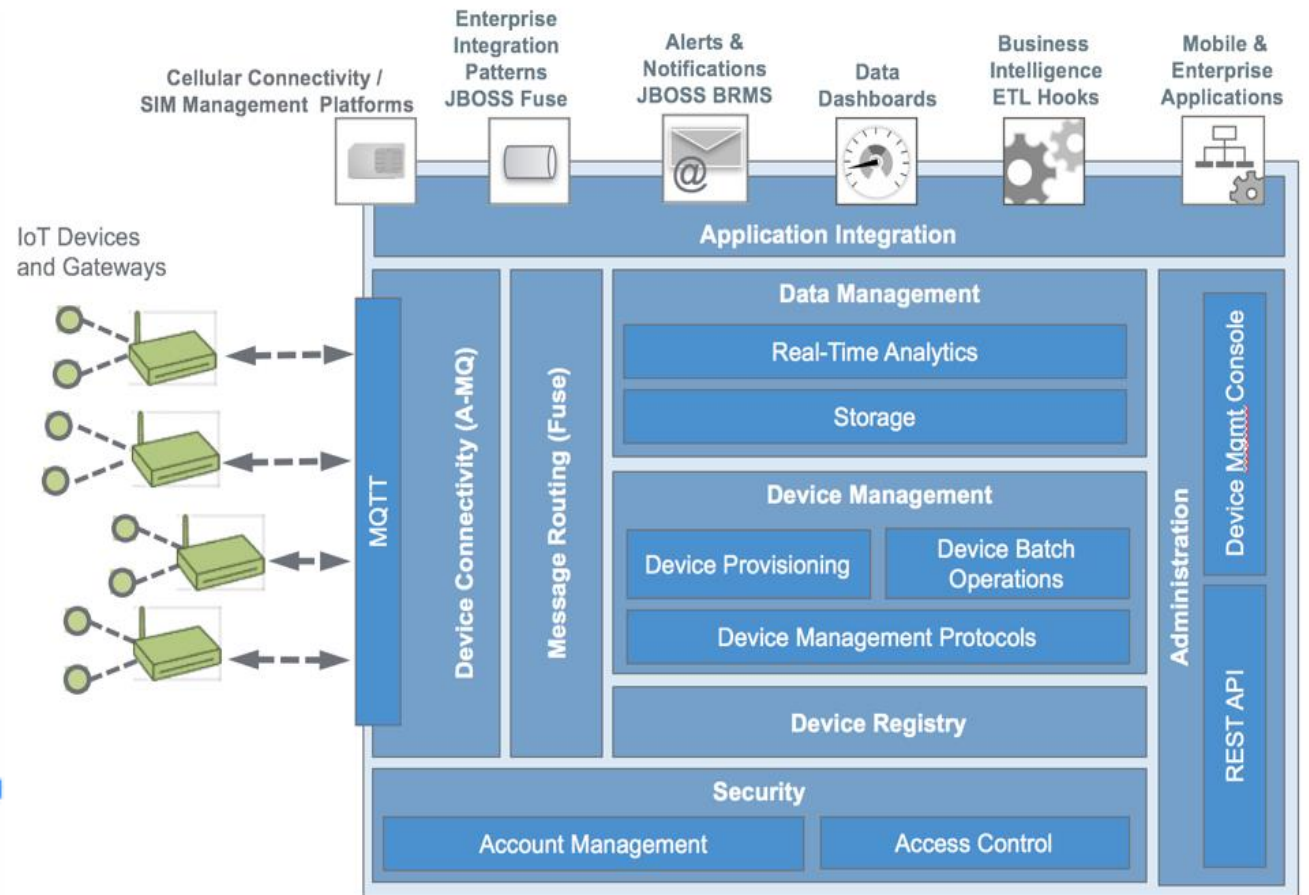 Enterprise
Integration
Patterns
JBOSS Fuse
Cellular Connectivity /
SIM Management Platforms
Alerts &
Notifications
JBOSS BRMS
Data
Dashboards
Business
Intelligence
ETL Hooks
Mobile &
Enterprise
Applications
@
Application Integration
IoT Devices
and Gateways
MQTT
Device Connectivity (A-MQ)
Message Routing (Fuse)
Data Management
Real-Time Analytics
Storage
Device Management
Device Provisioning
Device Batch
Operations
Device Management Protocols
Device Registry
Administration
Device Mgmt Console
REST API
Security
Account Management
Access Control